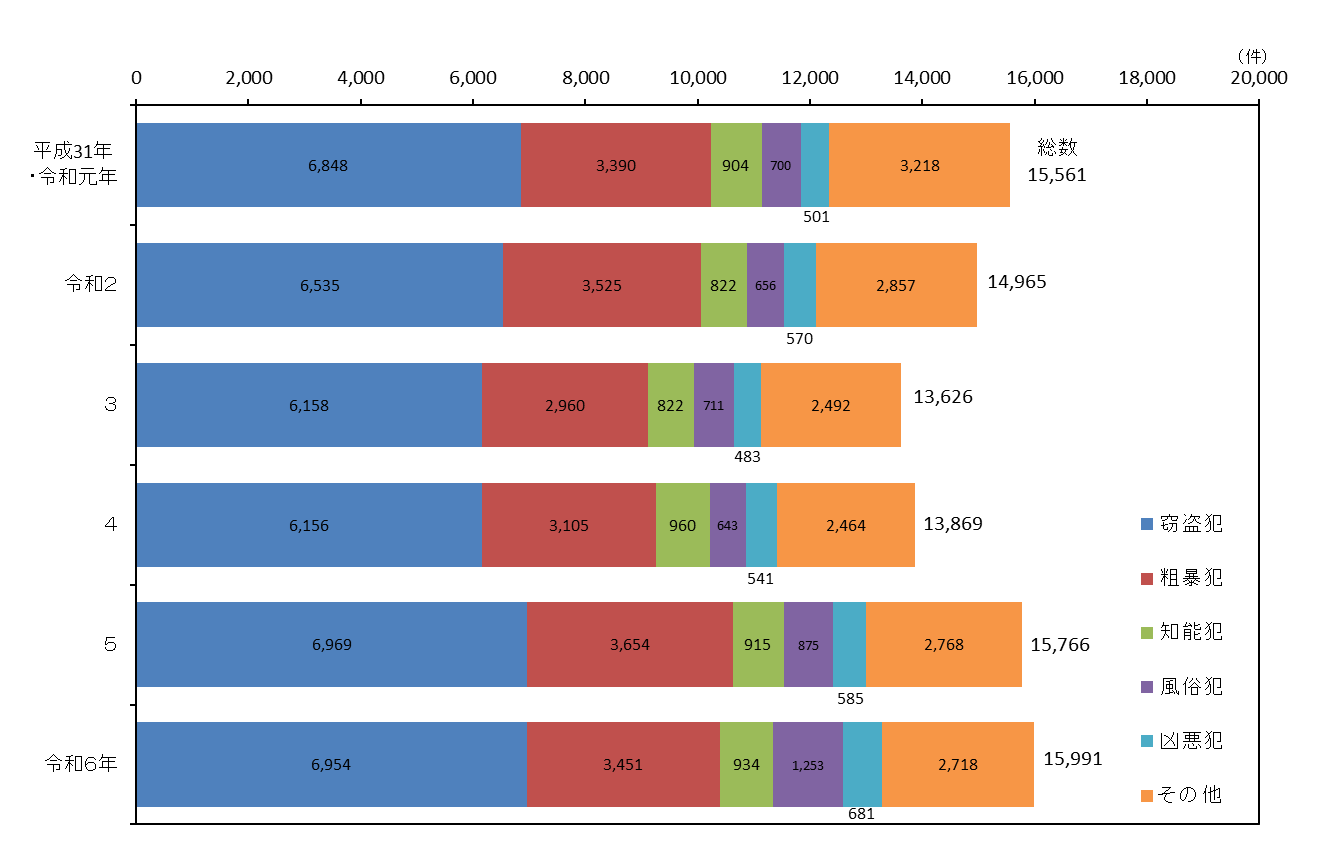 （件）
0 2,000 4,000 6,000 8,000 10,000 12,000 14,000 16,000 18,000 20,000
平成31年
・令和元年
6,848 3,390 904 700 3,218
501
総数
15,561
令和２
6,535 3,525 822 656 2,857
14,965
570
３
6,158 2,960 822 711 2,492
13,626
483
４
6,156 3,105 960 643 2,464
13,869
541
５
6,969 3,654 915 875 2,768
15,766
585
令和６年
6,954 3,451 934 1,253 2,718
15,991
681
窃盗犯
粗暴犯
知能犯
風俗犯
凶悪犯
その他